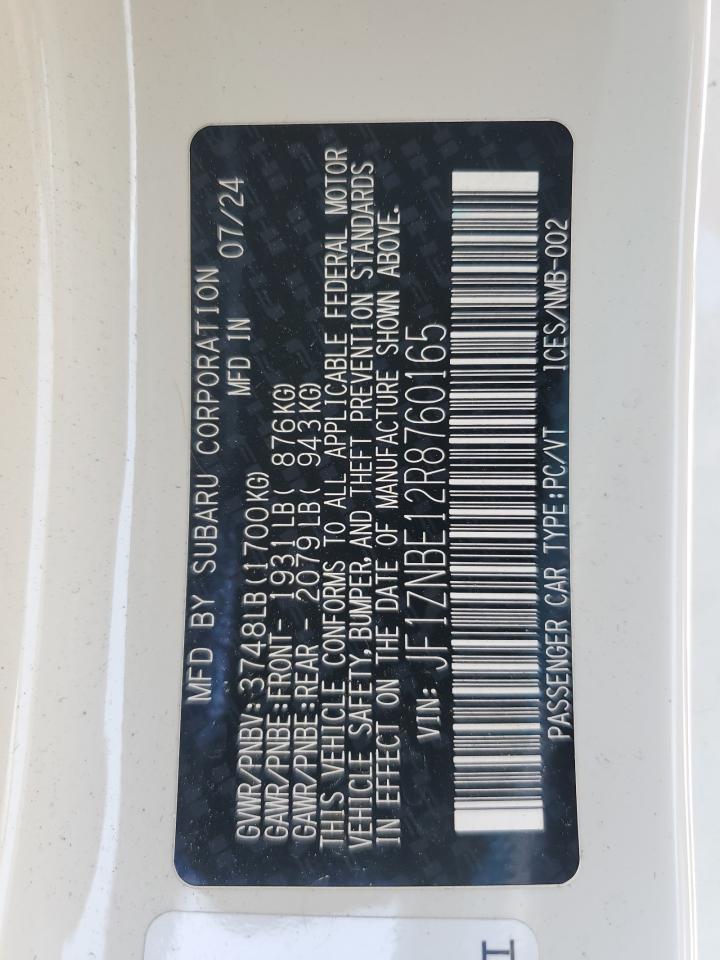 MFD BY SUBARU CORPORATION
MFD IN 07/24
GVWR/PNBV:3748LB(1700KG)
GAWR/PNBE:FRONT- 1931LB( 876KG)
GAWR/PNBE:REAR - 2079LB( 943KG)
THIS VEHICLE CONFORMS TO ALL APPLICABLE FEDERAL MOTOR
VEHICLE SAFETY,BUMPER,AND THEFT PREVENTION STANDARDS
IN EFFECT ON THE DATE OF MANUFACTURE SHOWN ABOVE.
VIN: JF1ZNBE12R8760165
PASSENGER CAR TYPE:PC/VT ICES/NMB-002